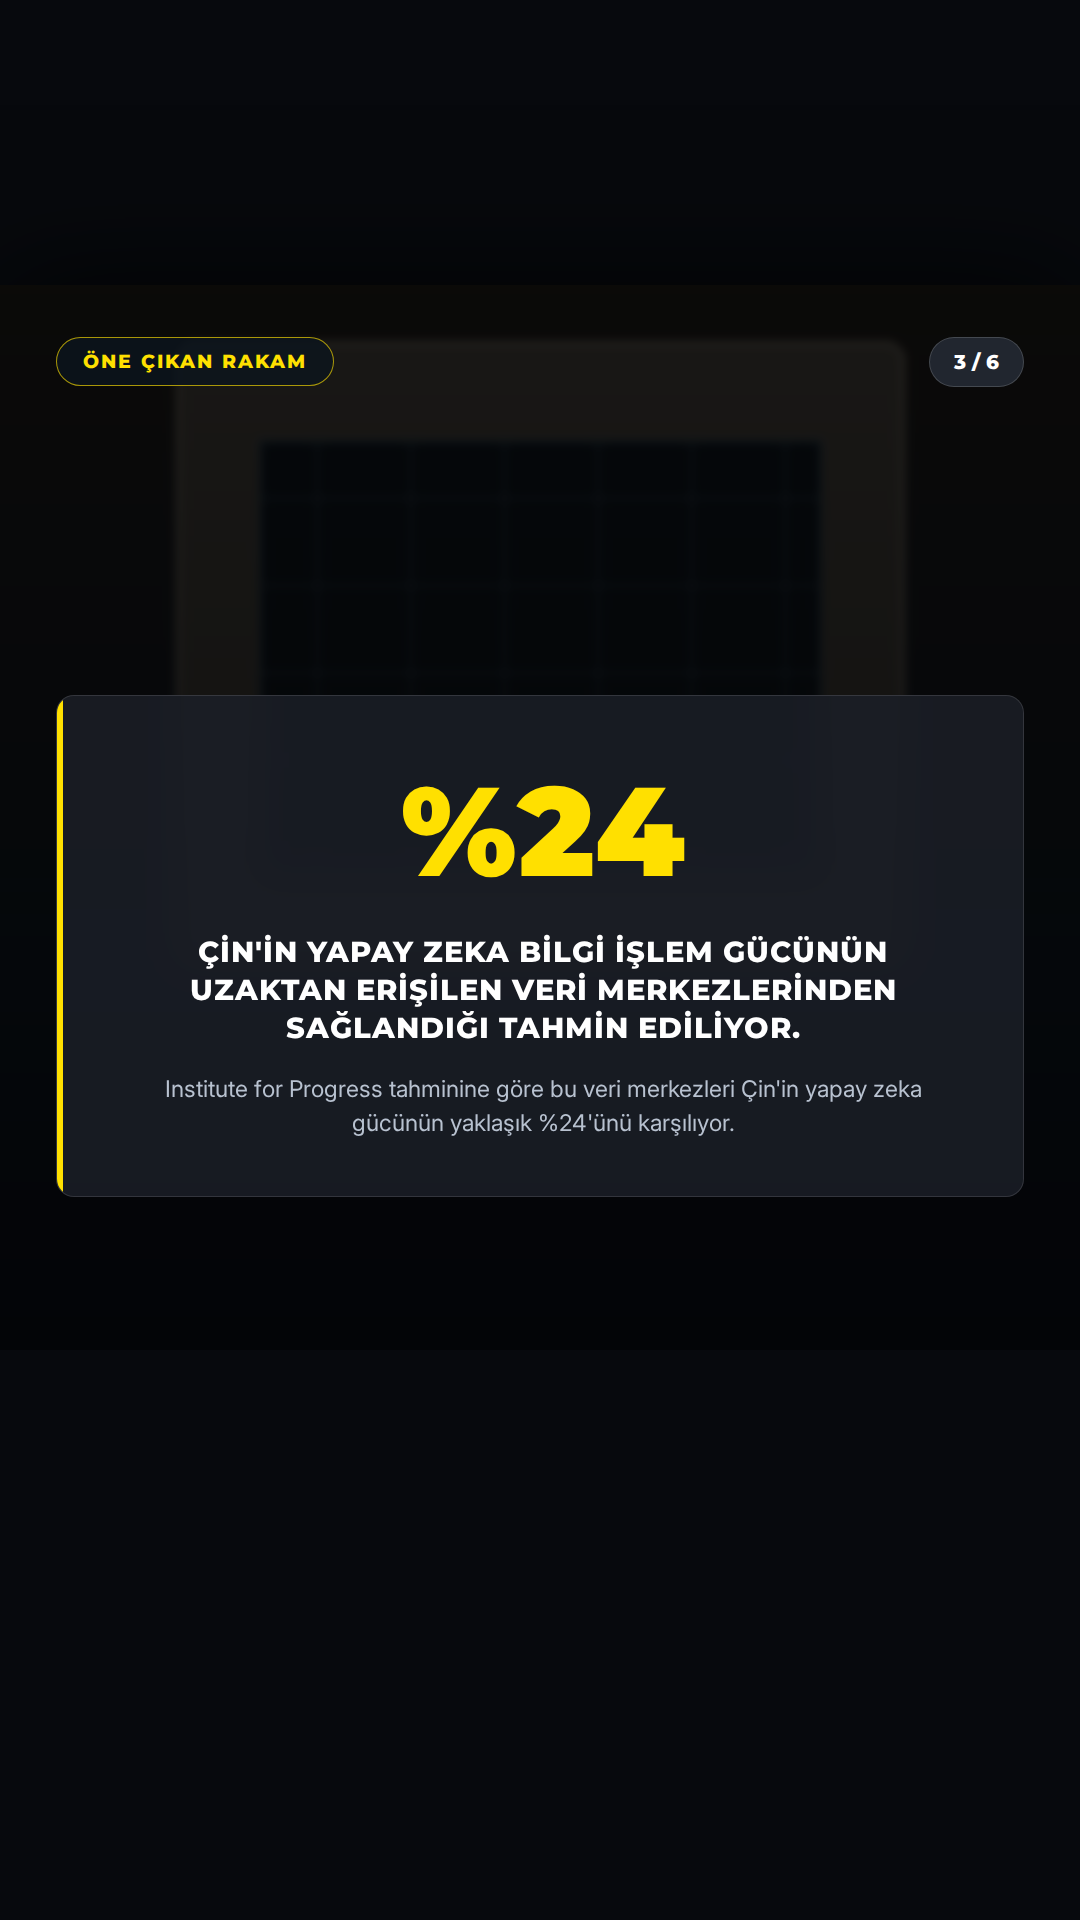 ÖNE ÇIKAN RAKAM
3 / 6
%24
ÇİN'İN YAPAY ZEKA BİLGİ İŞLEM GÜCÜNÜN
UZAKTAN ERİŞİLEN VERİ MERKEZLERİNDEN
SAĞLANDIĞI TAHMİN EDİLİYOR.
Institute for Progress tahminine göre bu veri merkezleri Çin'in yapay zeka
gücünün yaklaşık %24'ünü karşılıyor.